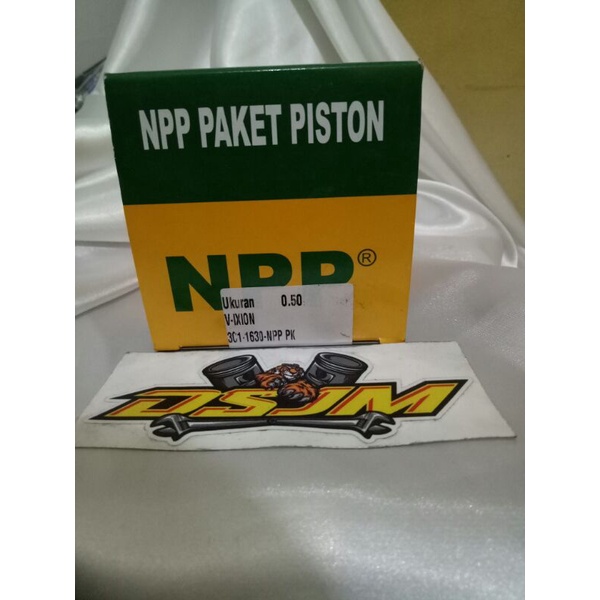 NPP PAKET PISTON
NPP®
Ukuran 0.50
V-IXION
3C1-1630-NPP PK
DSJM